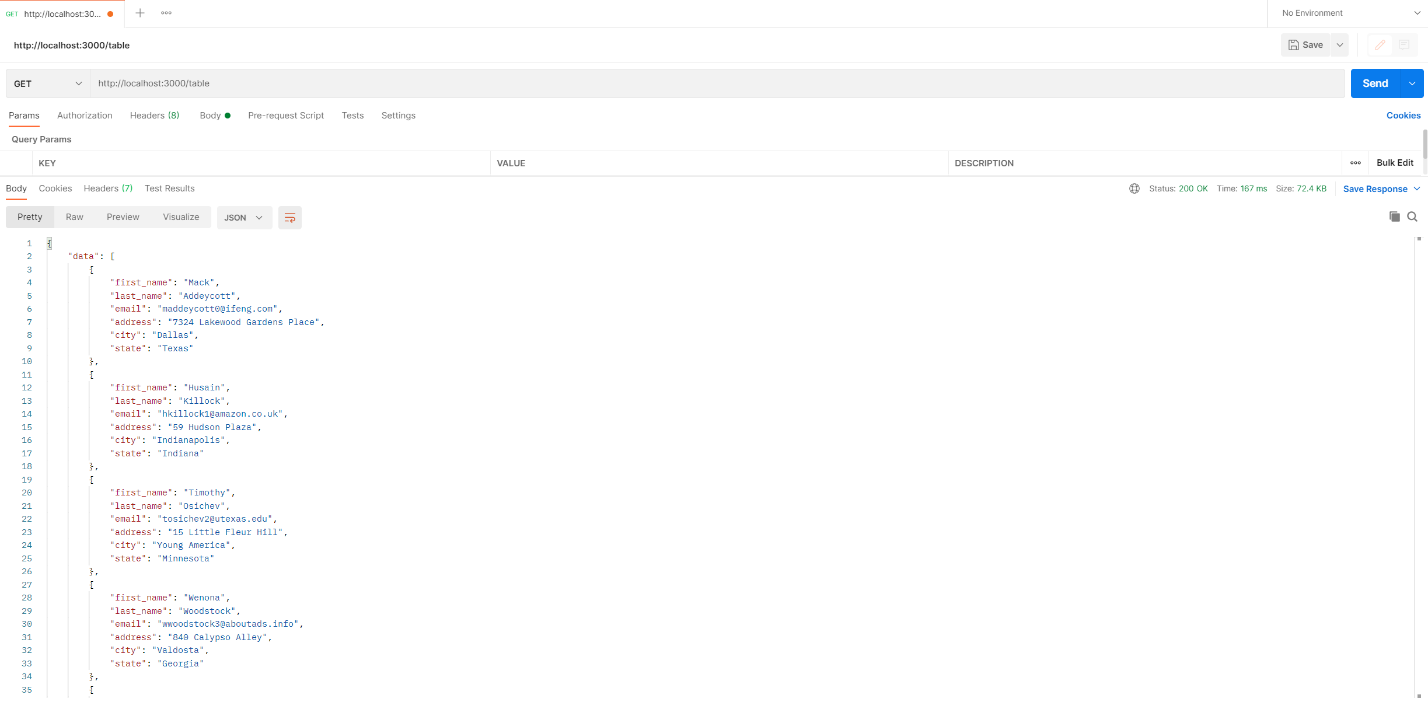 GET http://localhost:30...
No Environment
http://localhost:3000/table
Save
GET http://localhost:3000/table Send
Params Authorization Headers (8) Body Pre-request Script Tests Settings Cookies
Query Params
KEY VALUE DESCRIPTION Bulk Edit
Body Cookies Headers (7) Test Results Status: 200 OK Time: 167 ms Size: 72.4 KB Save Response
Pretty Raw Preview Visualize JSON
1 {
2 "data": [
3 {
4 "first_name": "Mack",
5 "last_name": "Addeycott",
6 "email": "maddeycott0@ifeng.com",
7 "address": "7324 Lakewood Gardens Place",
8 "city": "Dallas",
9 "state": "Texas"
10 },
11 {
12 "first_name": "Husain",
13 "last_name": "Killock",
14 "email": "hkillock1@amazon.co.uk",
15 "address": "59 Hudson Plaza",
16 "city": "Indianapolis",
17 "state": "Indiana"
18 },
19 {
20 "first_name": "Timothy",
21 "last_name": "Osichev",
22 "email": "tosichev2@utexas.edu",
23 "address": "15 Little Fleur Hill",
24 "city": "Young America",
25 "state": "Minnesota"
26 },
27 {
28 "first_name": "Wenona",
29 "last_name": "Woodstock",
30 "email": "wwoodstock3@aboutads.info",
31 "address": "840 Calypso Alley",
32 "city": "Valdosta",
33 "state": "Georgia"
34 },
35 {